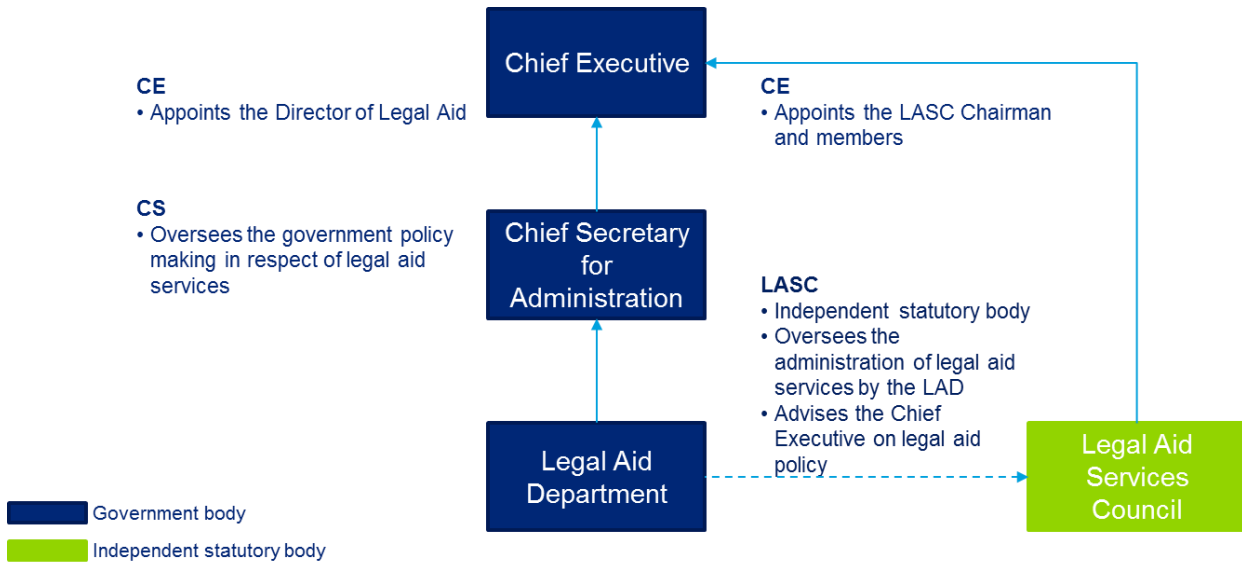 Chief Executive
CE
• Appoints the Director of Legal Aid
CE
• Appoints the LASC Chairman
and members
CS
• Oversees the government policy
making in respect of legal aid
services
Chief Secretary
for
Administration
LASC
• Independent statutory body
• Oversees the
administration of legal aid
services by the LAD
• Advises the Chief
Executive on legal aid
policy
Legal Aid
Department
Legal Aid
Services
Council
Government body
Independent statutory body